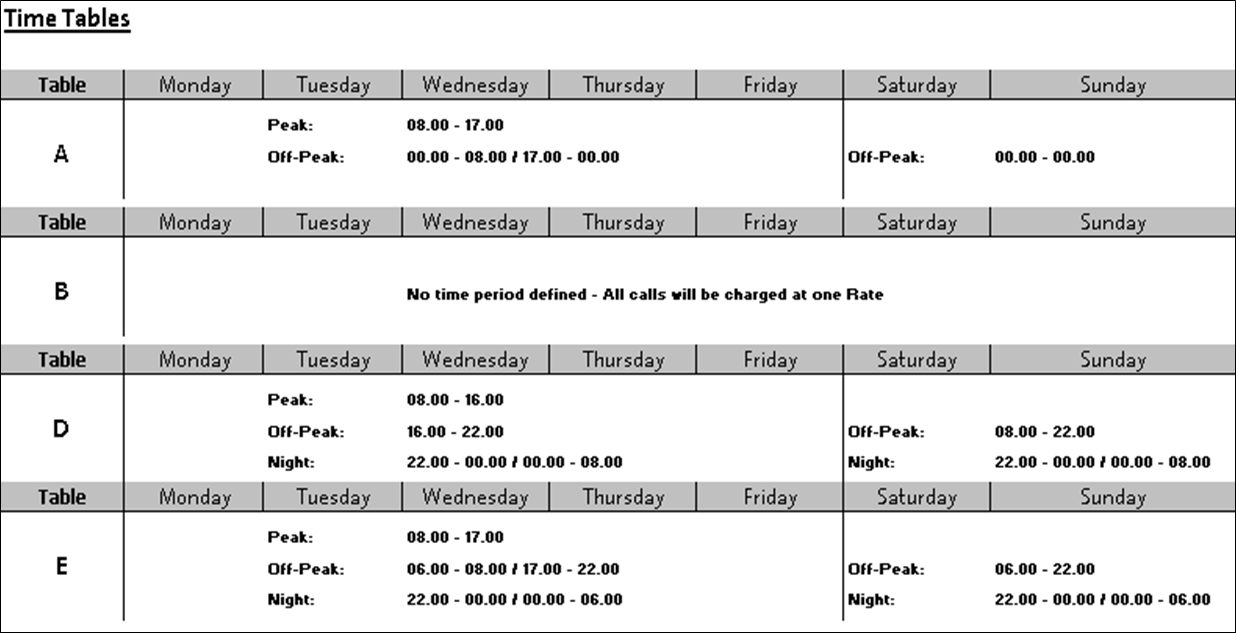 Time Tables
Table Monday Tuesday Wednesday Thursday Friday Saturday Sunday
Peak: 08.00 - 17.00
A Off-Peak: 00.00 - 08.00 / 17.00 - 00.00 Off-Peak: 00.00 - 00.00
Table Monday Tuesday Wednesday Thursday Friday Saturday Sunday
B No time period defined - All calls will be charged at one Rate
Table Monday Tuesday Wednesday Thursday Friday Saturday Sunday
Peak: 08.00 - 16.00
D Off-Peak: 16.00 - 22.00 Off-Peak: 08.00 - 22.00
Night: 22.00 - 00.00 / 00.00 - 08.00 Night: 22.00 - 00.00 / 00.00 - 08.00
Table Monday Tuesday Wednesday Thursday Friday Saturday Sunday
Peak: 08.00 - 17.00
E Off-Peak: 06.00 - 08.00 / 17.00 - 22.00 Off-Peak: 06.00 - 22.00
Night: 22.00 - 00.00 / 00.00 - 06.00 Night: 22.00 - 00.00 / 00.00 - 06.00